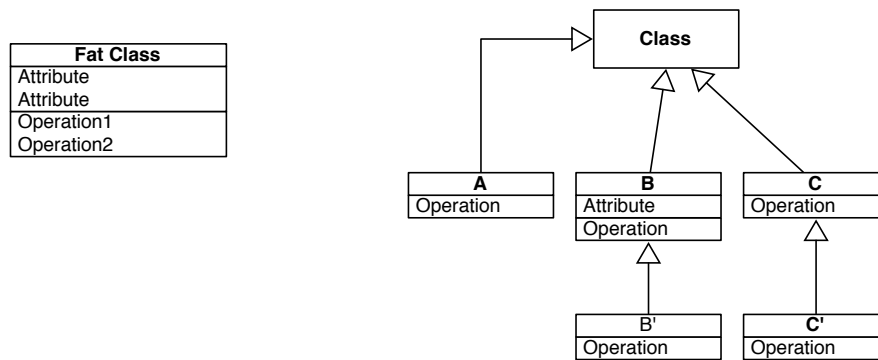 Fat Class
Attribute
Attribute
Operation1
Operation2
Class
A
Operation
B
Attribute
Operation
C
Operation
B'
Operation
C'
Operation